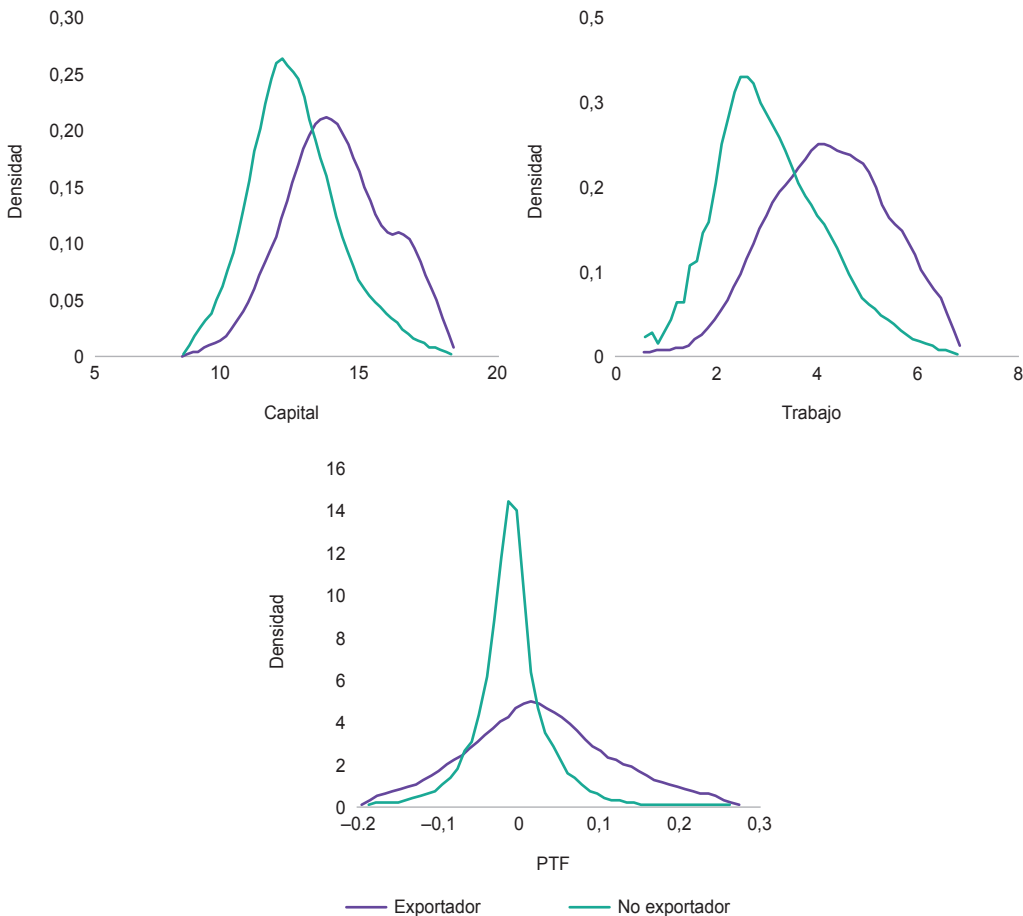 0,30
0,25
0,20
0,15
0,10
0,05
0
Densidad
5 10 15 20
Capital
0,5
0,3
0,2
0,1
0
Densidad
0 2 4 6 8
Trabajo
16
14
12
10
8
6
4
2
0
Densidad
–0.2 –0,1 0 0,1 0,2 0,3
PTF
Exportador No exportador